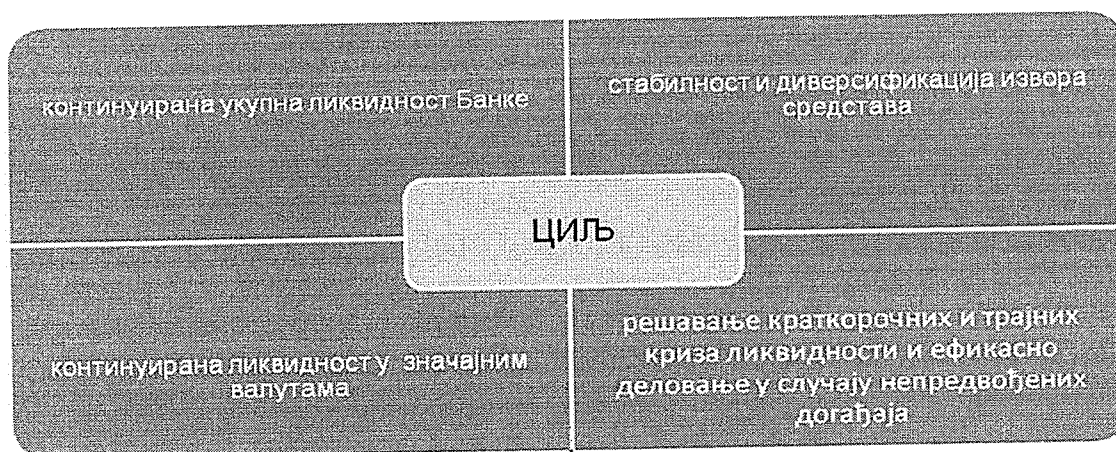 континуирана укупна ликвидност Банке
стабилност и диверсификација извора
средстава
ЦИЉ
континуирана ликвидност у значајним
валутама
решавање краткорочних и трајних
криза ликвидности и ефикасно
деловање у случају непредвођених
догађаја